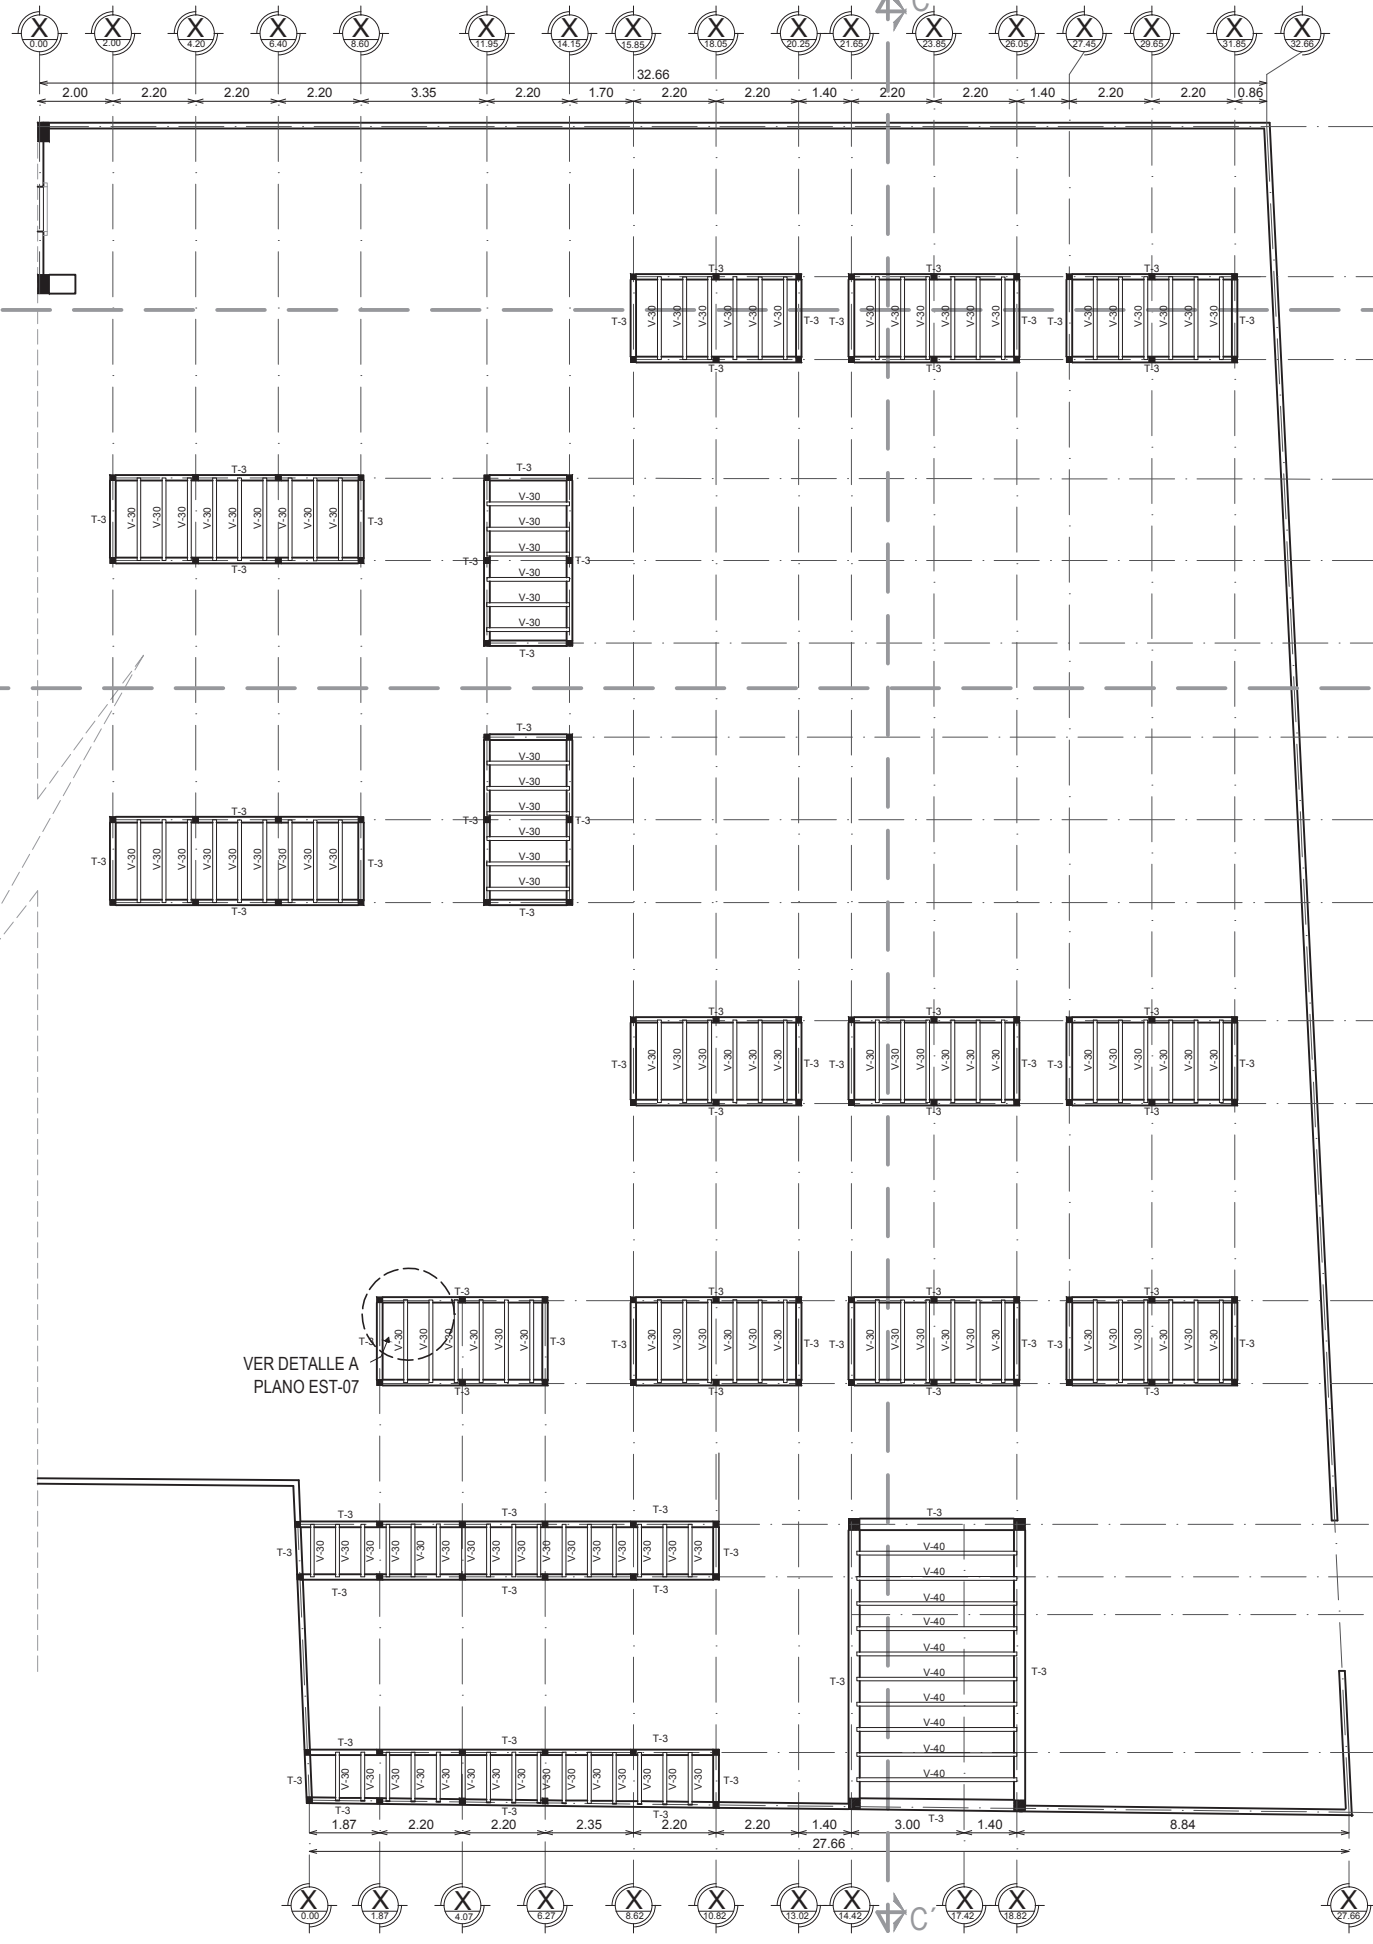 C
X X X X X X X X X X X X X X X X X
0.00 2.00 4.20 6.40 8.60 11.95 14.15 15.85 18.05 20.25 21.65 23.85 26.05 27.45 29.65 31.85 32.66
32.66
2.00 2.20 2.20 2.20 3.35 2.20 1.70 2.20 2.20 1.40 2.20 2.20 1.40 2.20 2.20 0.86
T-3 T-3 T-3
T-3 V-30 V-30 V-30 V-30 V-30 V-30 T-3 T-3 V-30 V-30 V-30 V-30 V-30 V-30 T-3 T-3 V-30 V-30 V-30 V-30 V-30 V-30 T-3
T-3 T-3 T-3
T-3 T-3
V-30
T-3 V-30 V-30 V-30 V-30 V-30 V-30 V-30 V-30 V-30 T-3
V-30
V-30
T-3 T-3
T-3
V-30
V-30
V-30
T-3
T-3
V-30
V-30
V-30
T-3
T-3 T-3
V-30
V-30
T-3 V-30 V-30 V-30 V-30 V-30 V-30 V-30 V-30 V-30 T-3
V-30
T-3 T-3
T-3 T-3 T-3
T-3 V-30 V-30 V-30 V-30 V-30 V-30 T-3 T-3 V-30 V-30 V-30 V-30 V-30 V-30 T-3 T-3 V-30 V-30 V-30 V-30 V-30 V-30 T-3
T-3 T-3 T-3
T-3 T-3 T-3 T-3
T-3 V-30 V-30 V-30 V-30 V-30 V-30 T-3 T-3 V-30 V-30 V-30 V-30 V-30 V-30 T-3 T-3 V-30 V-30 V-30 V-30 V-30 V-30 T-3 T-3 V-30 V-30 V-30 V-30 V-30 V-30 T-3
VER DETALLE A
PLANO EST-07
T-3 T-3 T-3 T-3
T-3 T-3 T-3 T-3
T-3 V-30 V-30 V-30 V-30 V-30 V-30 V-30 V-30 V-30 V-30 V-30 V-30 V-30 V-30 V-30 V-30 T-3
T-3 T-3 T-3
V-40
V-40
V-40
V-40
V-40
T-3 V-40 T-3
V-40
V-40
V-40
V-40
T-3 T-3 T-3
T-3 V-30 V-30 V-30 V-30 V-30 V-30 V-30 V-30 V-30 V-30 V-30 V-30 V-30 V-30 V-30 T-3
T-3 T-3 T-3 T-3
1.87 2.20 2.20 2.35 2.20 2.20 1.40 3.00 1.40 8.84
27.66
X X X X X X X X X X X
0.00 1.87 4.07 6.27 8.62 10.82 13.02 14.42 17.42 18.82 27.66
C´